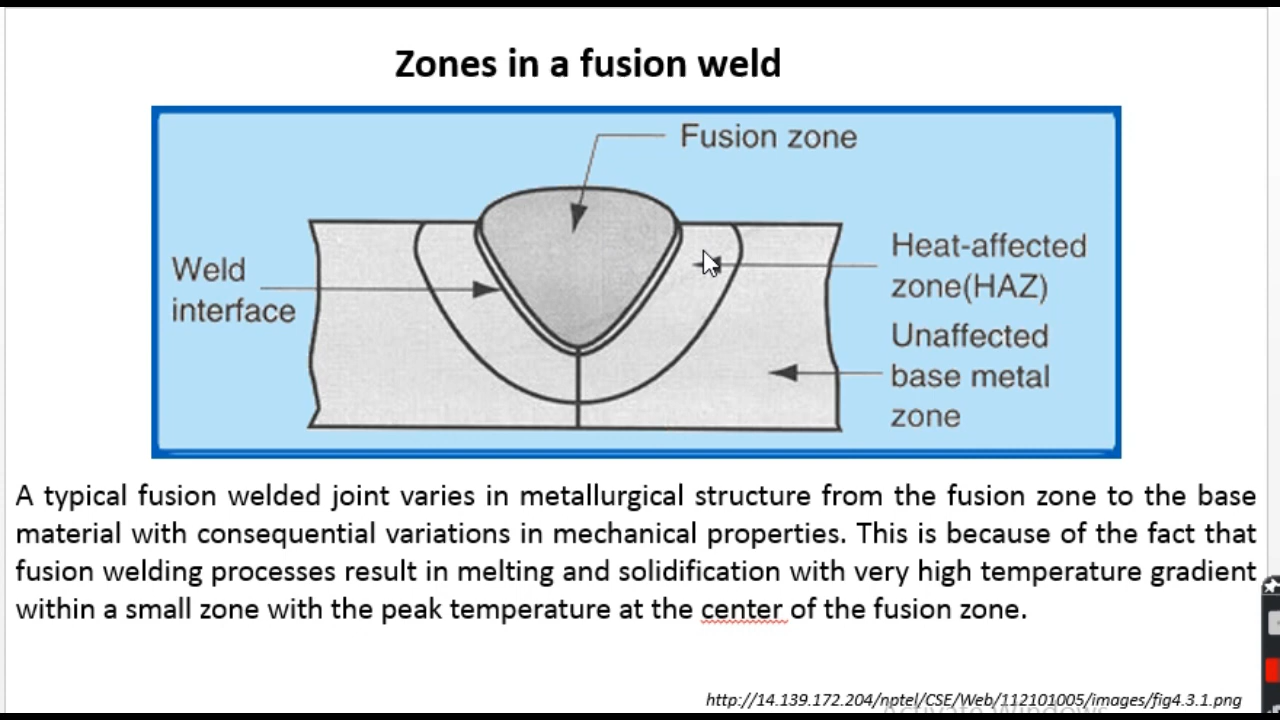 Zones in a fusion weld
Fusion zone
Weld
interface
Heat-affected
zone(HAZ)
Unaffected
base metal
zone
A typical fusion welded joint varies in metallurgical structure from the fusion zone to the base
material with consequential variations in mechanical properties. This is because of the fact that
fusion welding processes result in melting and solidification with very high temperature gradient
within a small zone with the peak temperature at the center of the fusion zone.
http://14.139.172.204/nptel/CSE/Web/112101005/images/fig4.3.1.png
Activate Windows